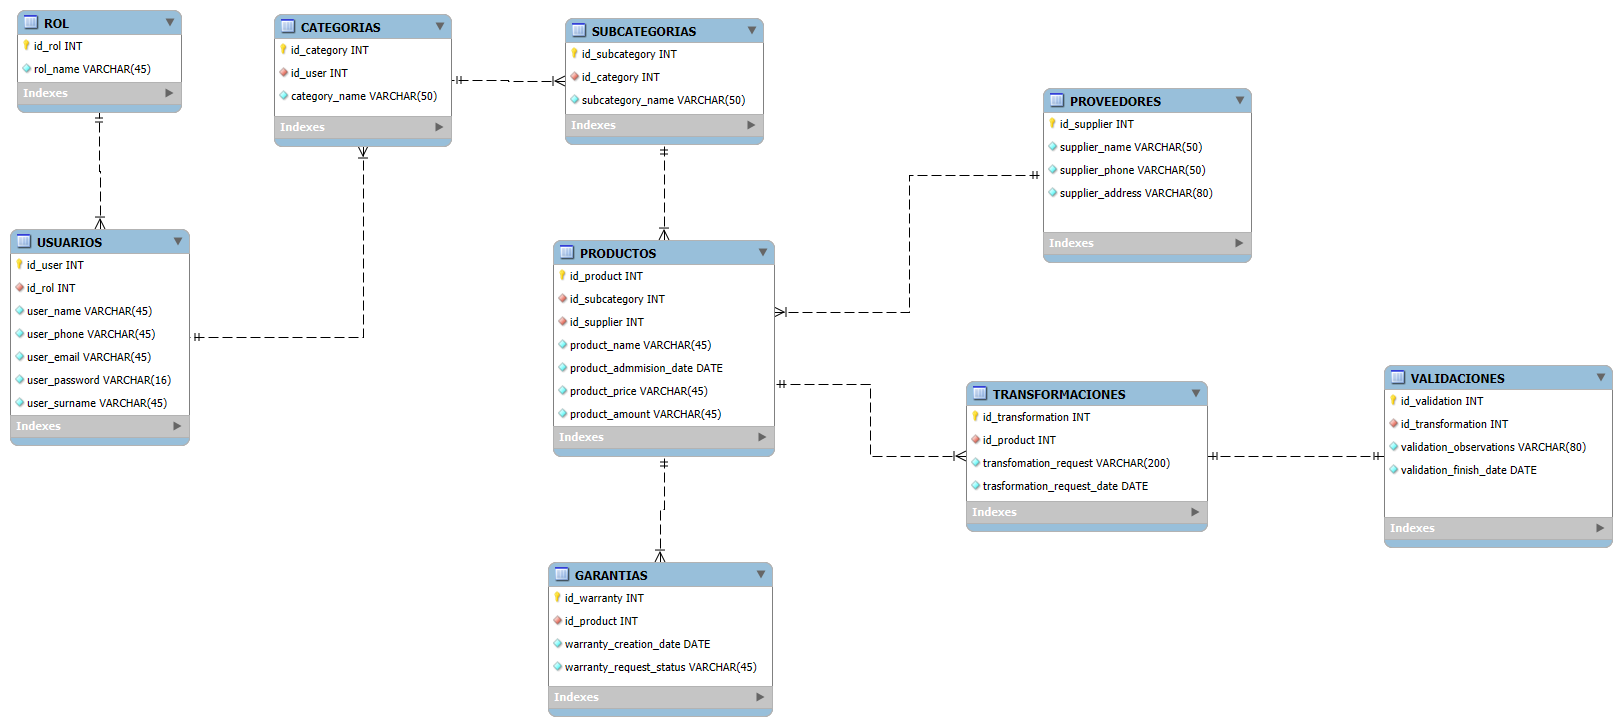 ROL
id_rol INT
rol_name VARCHAR(45)
Indexes
CATEGORIAS
id_category INT
id_user INT
category_name VARCHAR(50)
Indexes
SUBCATEGORIAS
id_subcategory INT
id_category INT
subcategory_name VARCHAR(50)
Indexes
PROVEEDORES
id_supplier INT
supplier_name VARCHAR(50)
supplier_phone VARCHAR(50)
supplier_address VARCHAR(80)
Indexes
USUARIOS
id_user INT
id_rol INT
user_name VARCHAR(45)
user_phone VARCHAR(45)
user_email VARCHAR(45)
user_password VARCHAR(16)
user_surname VARCHAR(45)
Indexes
PRODUCTOS
id_product INT
id_subcategory INT
id_supplier INT
product_name VARCHAR(45)
product_admmision_date DATE
product_price VARCHAR(45)
product_amount VARCHAR(45)
Indexes
TRANSFORMACIONES
id_transformation INT
id_product INT
transfomation_request VARCHAR(200)
trasformation_request_date DATE
Indexes
VALIDACIONES
id_validation INT
id_transformation INT
validation_observations VARCHAR(80)
validation_finish_date DATE
Indexes
GARANTIAS
id_warranty INT
id_product INT
warranty_creation_date DATE
warranty_request_status VARCHAR(45)
Indexes